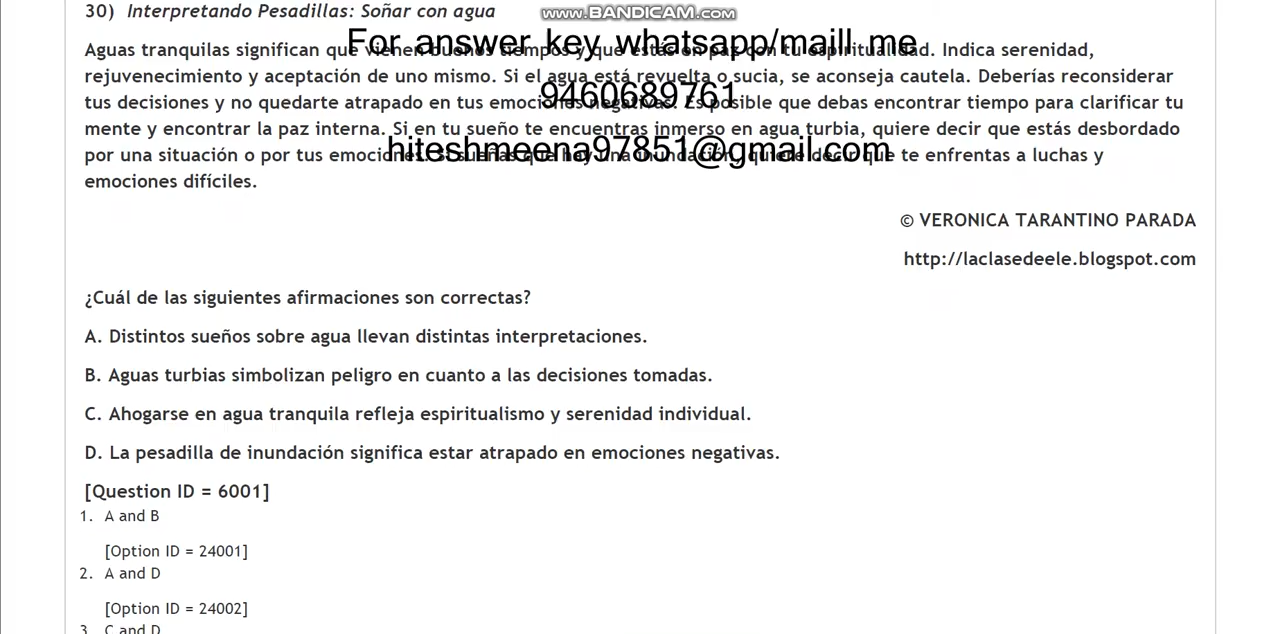 www.BANDICAM.com
30) Interpretando Pesadillas: Soñar con agua
For answer key whatsapp/maill me
Aguas tranquilas significan que vienen buenos tiempos y que estás en paz con tu espiritualidad. Indica serenidad,
rejuvenecimiento y aceptación de uno mismo. Si el agua está revuelta o sucia, se aconseja cautela. Deberías reconsiderar
9460689761
tus decisiones y no quedarte atrapado en tus emociones negativas. Es posible que debas encontrar tiempo para clarificar tu
mente y encontrar la paz interna. Si en tu sueño te encuentras inmerso en agua turbia, quiere decir que estás desbordado
hiteshmeena97851@gmail.com
por una situación o por tus emociones. Si sueñas que hay una inundación, quiere decir que te enfrentas a luchas y
emociones difíciles.
© VERONICA TARANTINO PARADA
http://laclasedeele.blogspot.com
¿Cuál de las siguientes afirmaciones son correctas?
A. Distintos sueños sobre agua llevan distintas interpretaciones.
B. Aguas turbias simbolizan peligro en cuanto a las decisiones tomadas.
C. Ahogarse en agua tranquila refleja espiritualismo y serenidad individual.
D. La pesadilla de inundación significa estar atrapado en emociones negativas.
[Question ID = 6001]
1. A and B
[Option ID = 24001]
2. A and D
[Option ID = 24002]
3. C and D